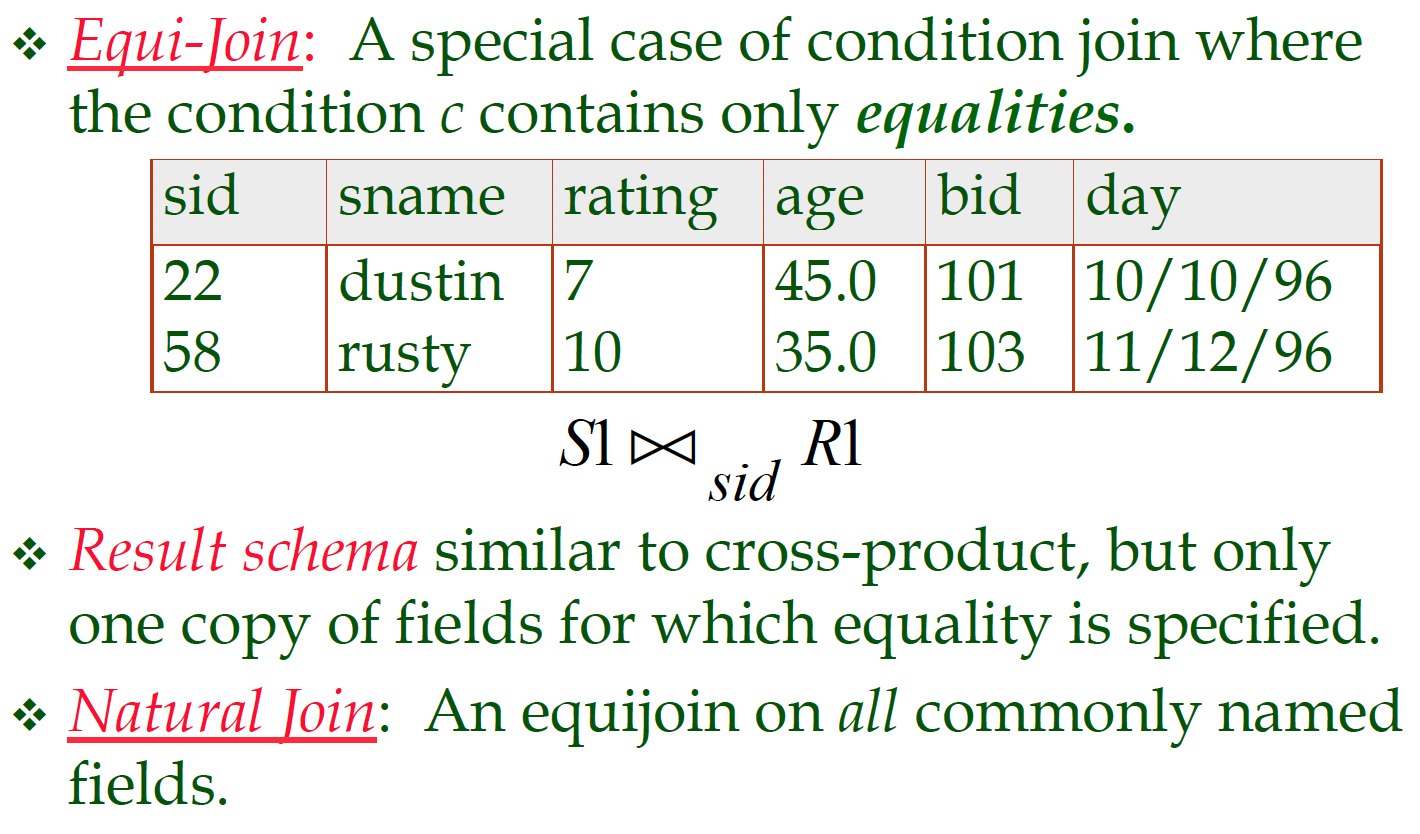 ❖ Equi-Join: A special case of condition join where
the condition c contains only equalities.
sid sname rating age bid day
22 dustin 7 45.0 101 10/10/96
58 rusty 10 35.0 103 11/12/96
S1 ⋈ sid R1
❖ Result schema similar to cross-product, but only
one copy of fields for which equality is specified.
❖ Natural Join: An equijoin on all commonly named
fields.